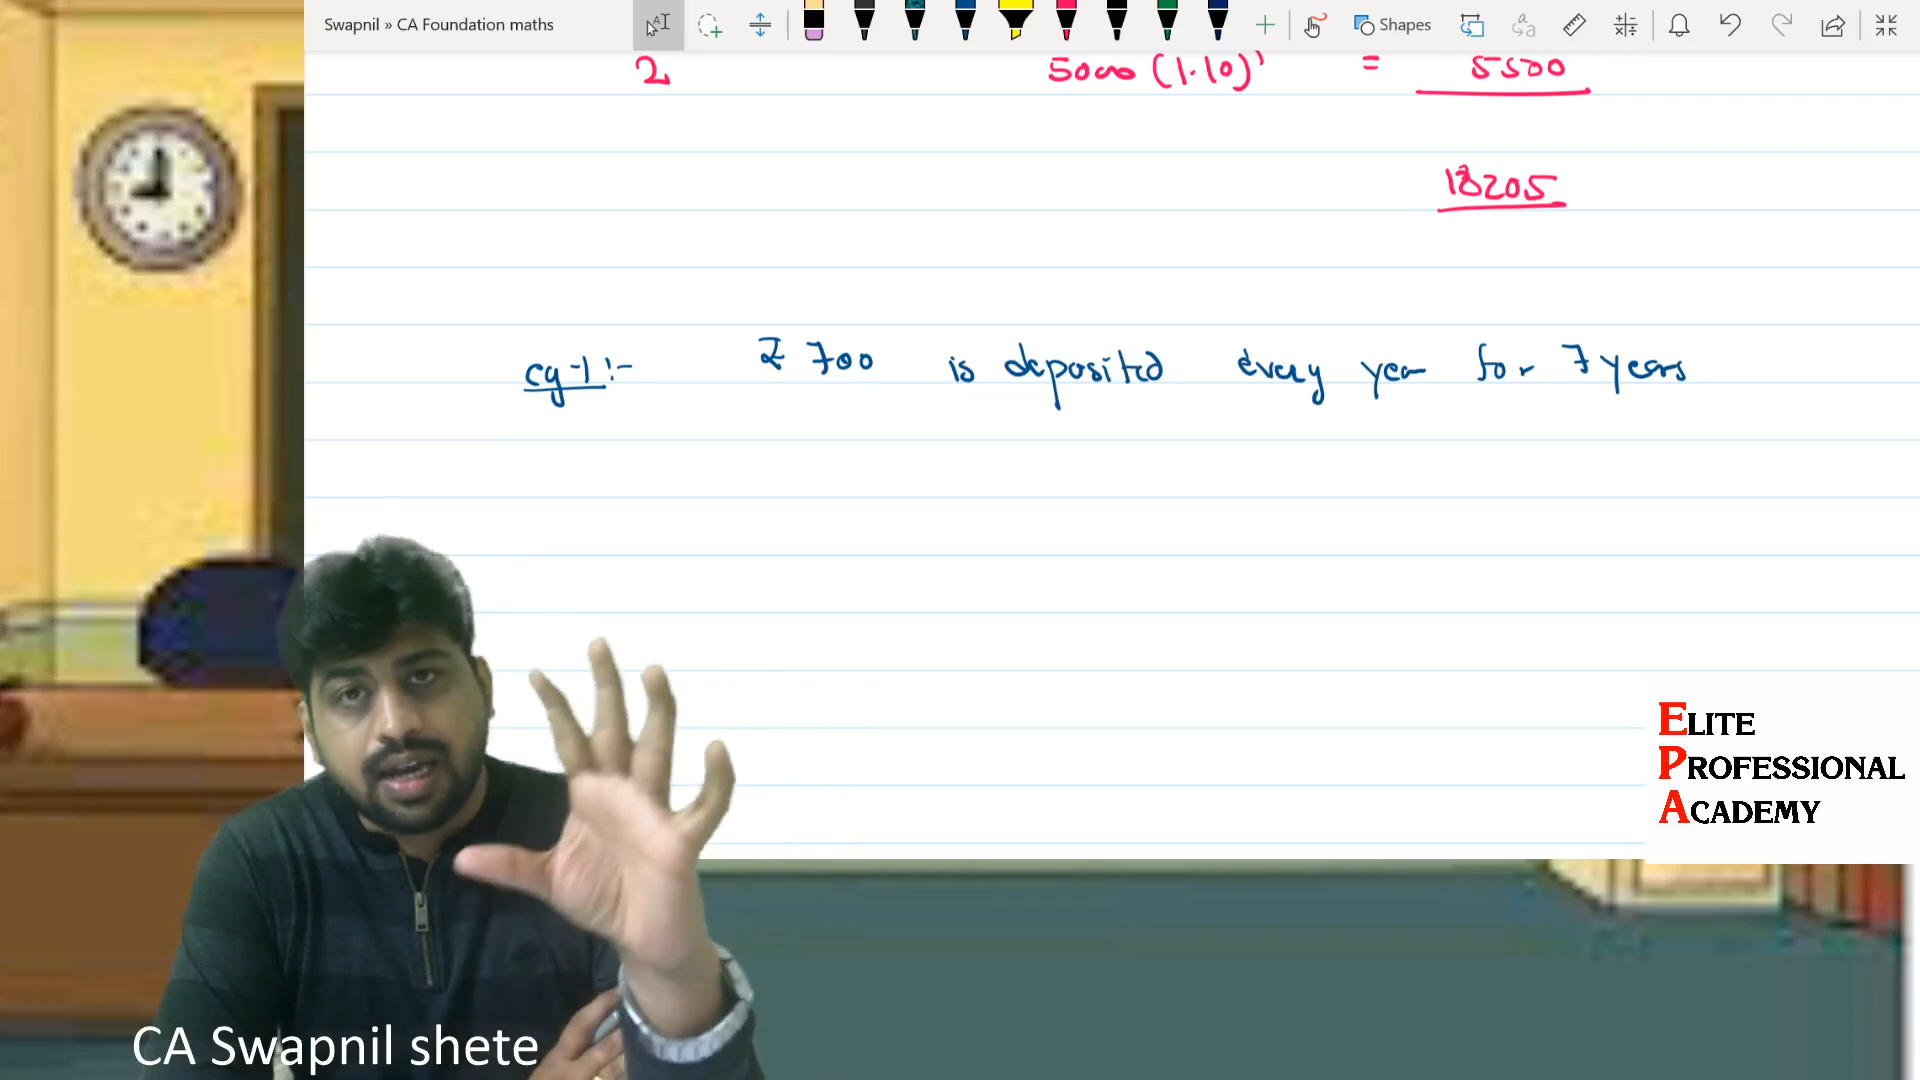 Swapnil » CA Foundation maths
Shapes
2 5000 (1.10)¹ = 5500
18205
eg-1:- ₹ 700 is deposited every year for 7 years
ELITE
PROFESSIONAL
ACADEMY
CA Swapnil shete